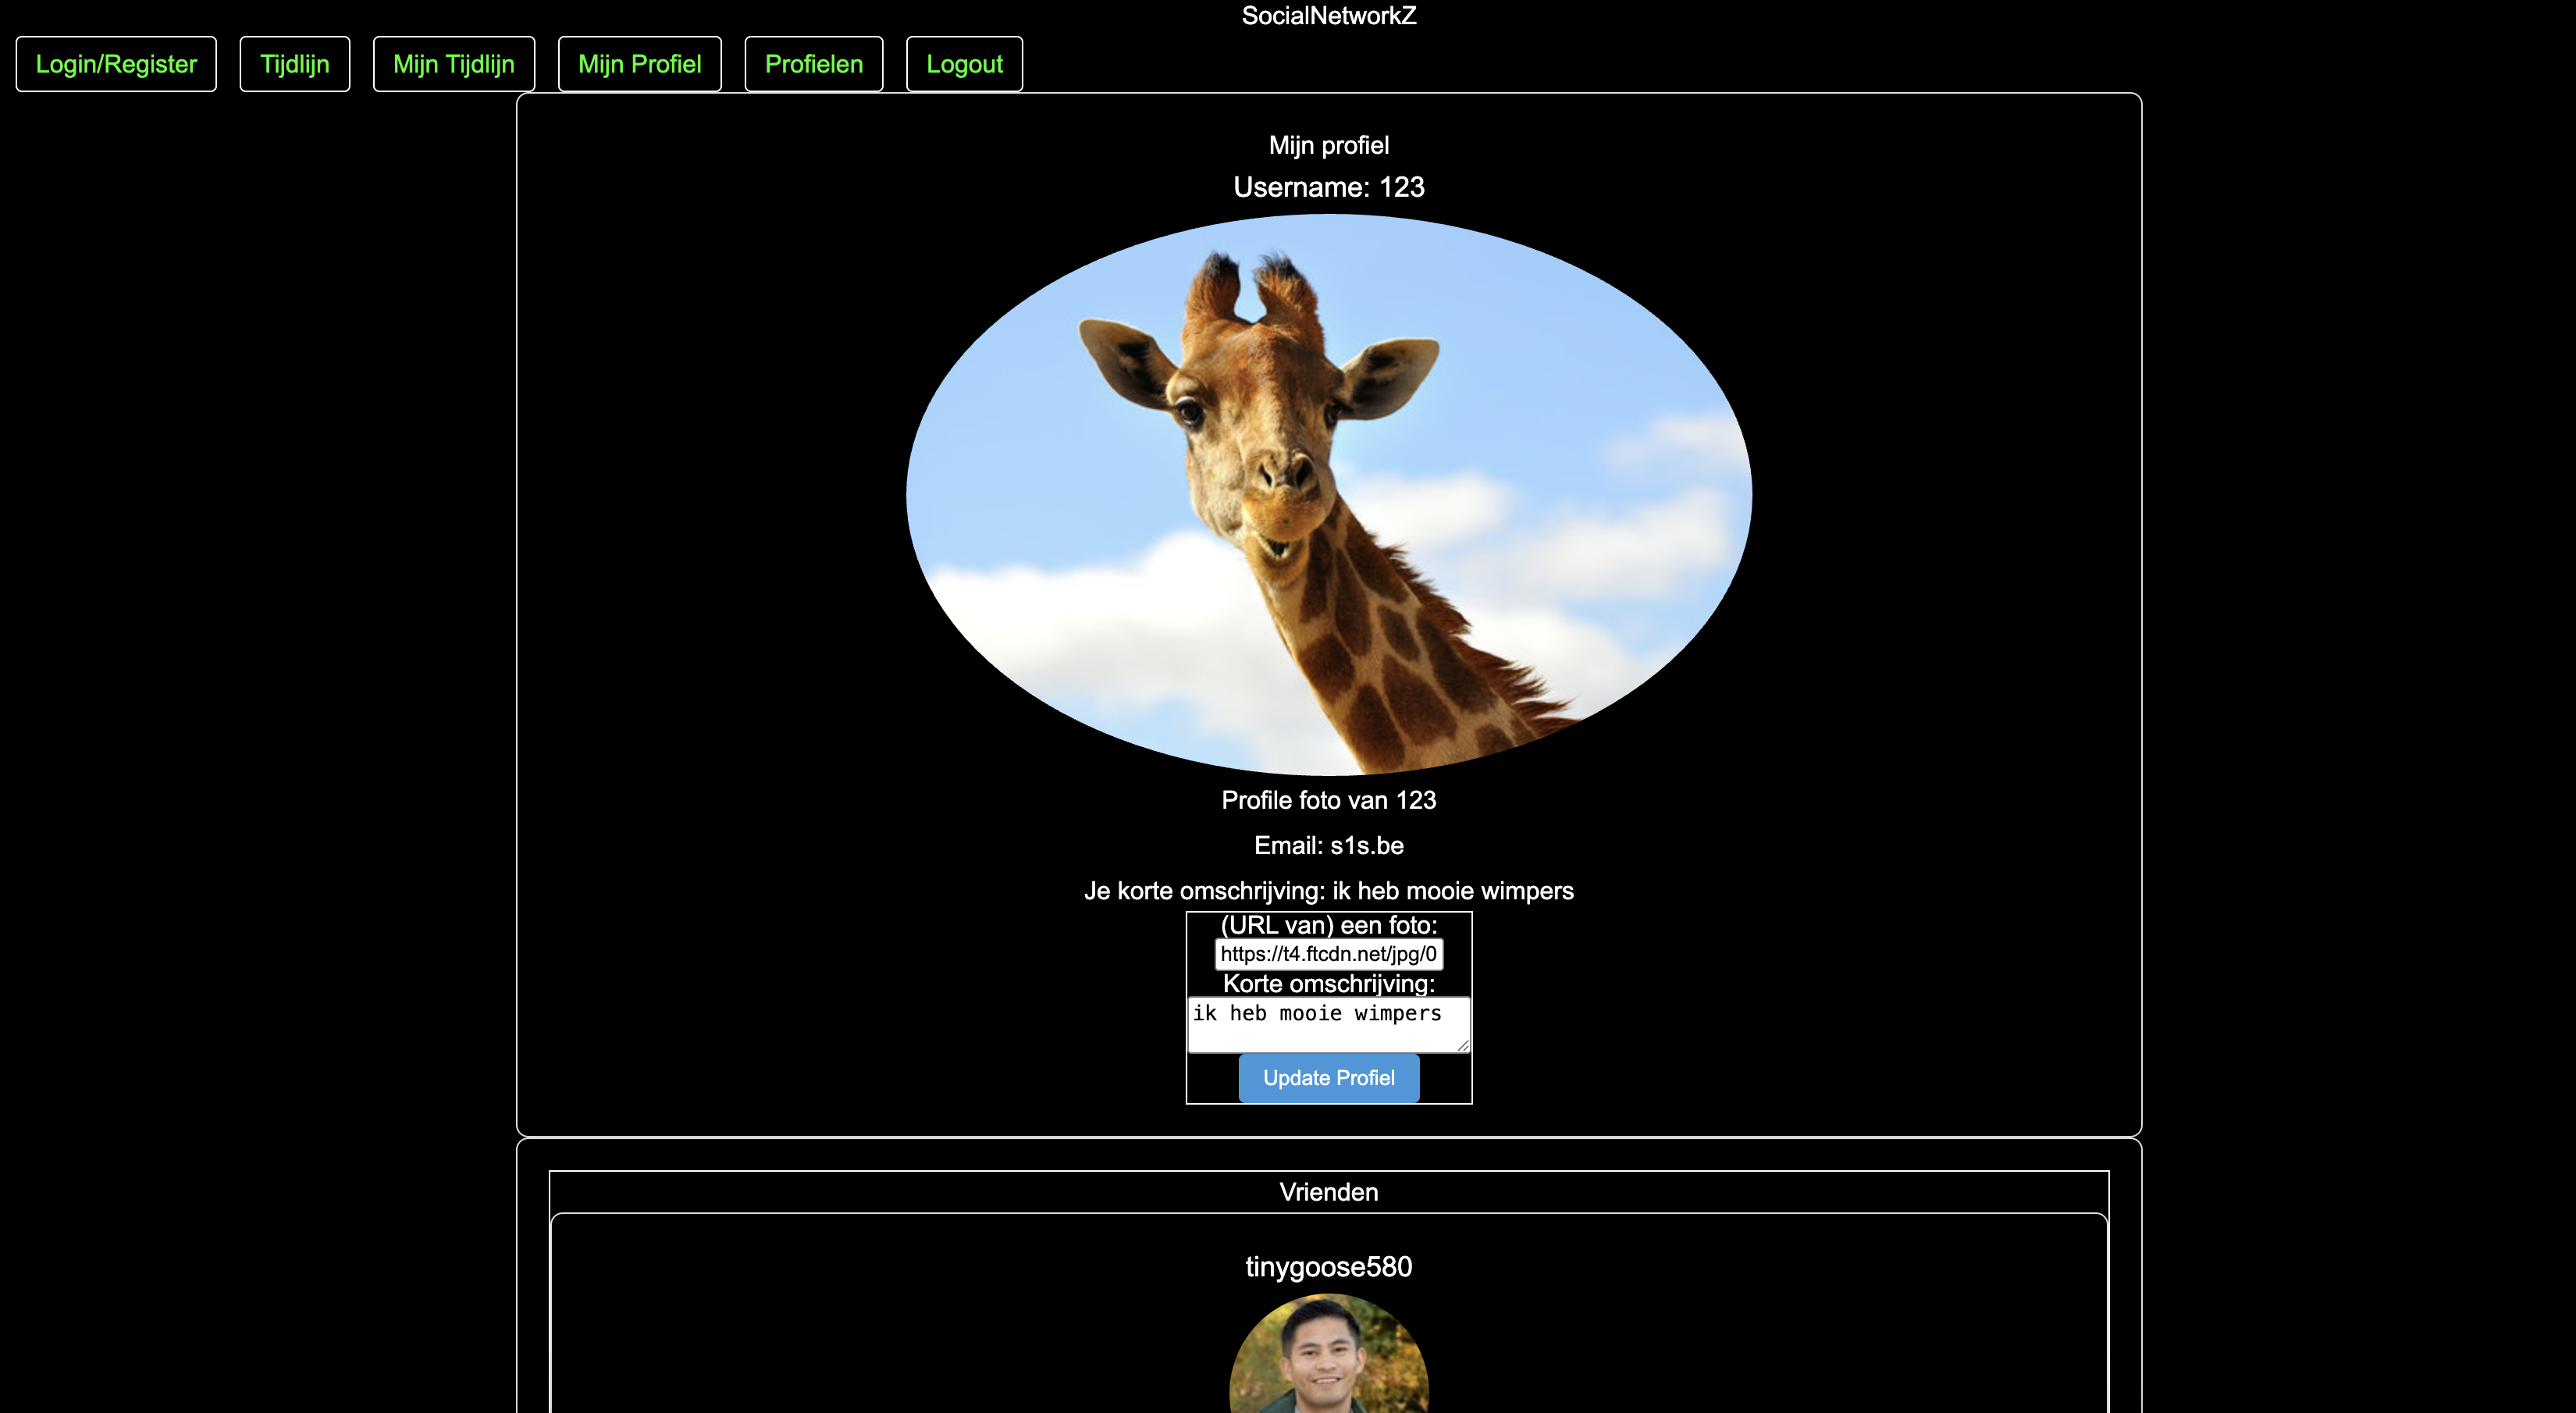 SocialNetworkZ
Login/Register Tijdlijn Mijn Tijdlijn Mijn Profiel Profielen Logout
Mijn profiel
Username: 123
Profile foto van 123
Email: s1s.be
Je korte omschrijving: ik heb mooie wimpers
(URL van) een foto:
https://t4.ftcdn.net/jpg/0
Korte omschrijving:
ik heb mooie wimpers
Update Profiel
Vrienden
tinygoose580